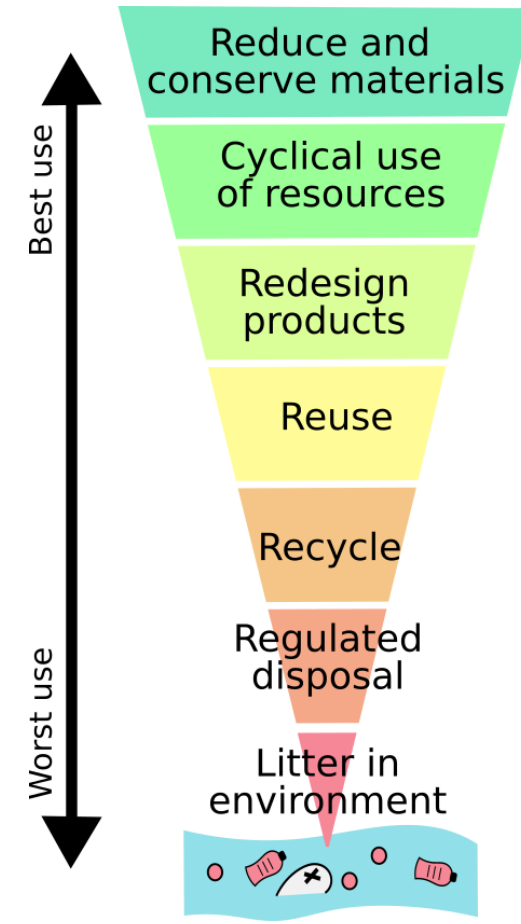 Reduce and
conserve materials
Cyclical use
of resources
Redesign
products
Reuse
Recycle
Regulated
disposal
Litter in
environment
Best use
Worst use